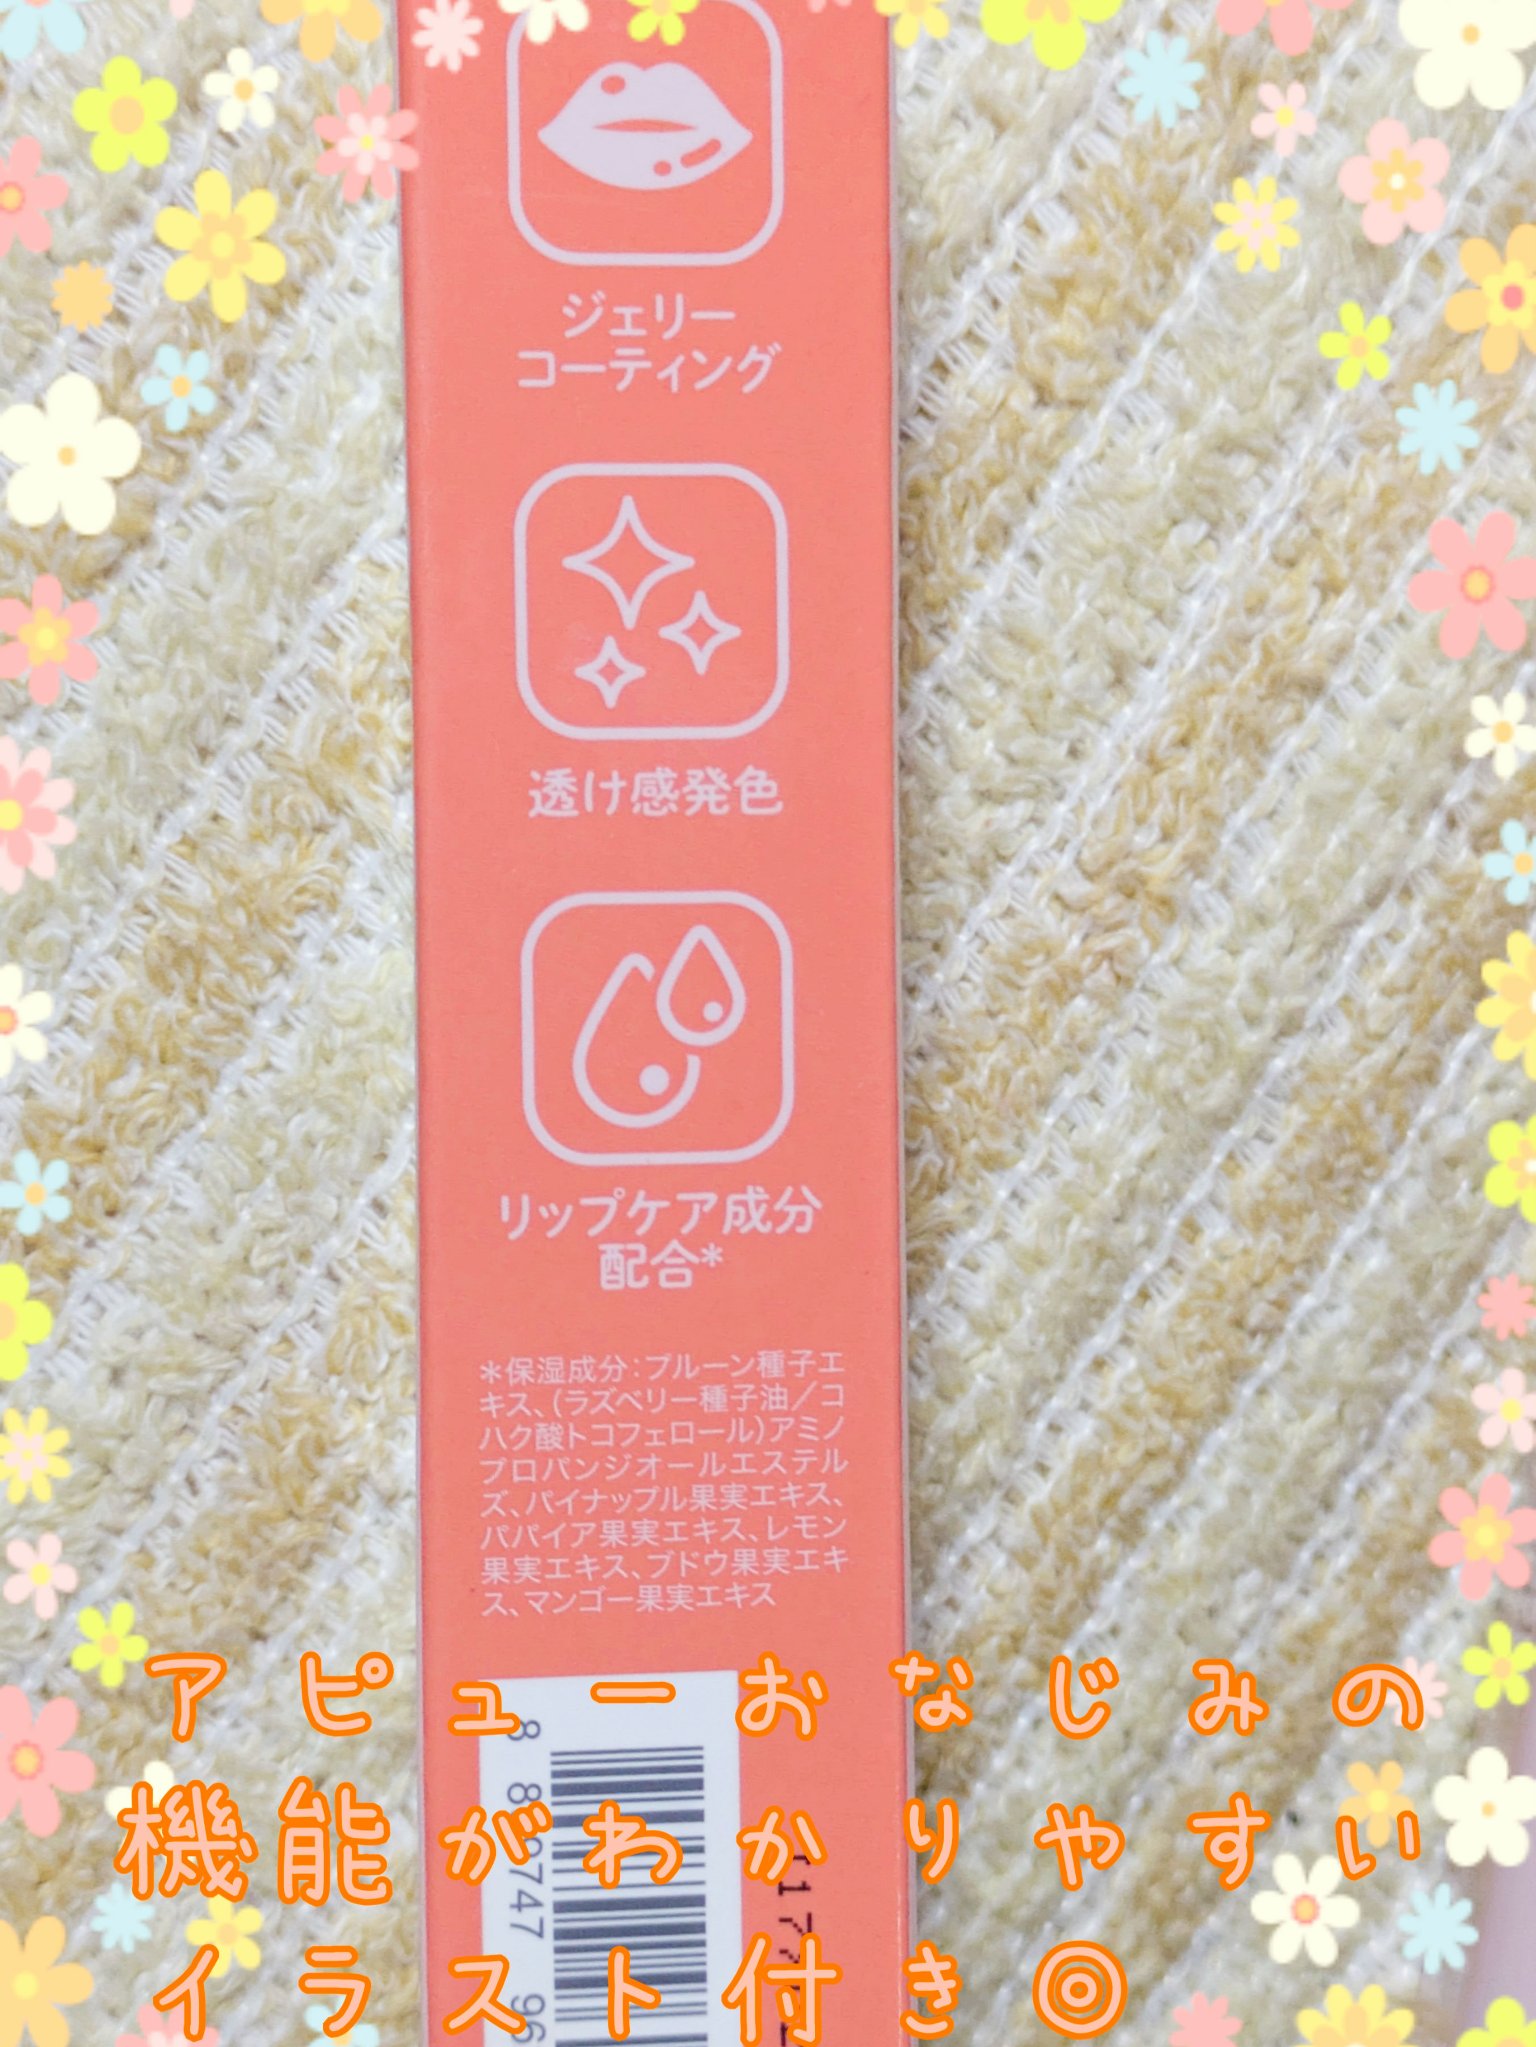 ジェリー
コーティング
透け感発色
リップケア成分
配合*
*保湿成分:プルーン種子エ
キス、(ラズベリー種子油/コ
ハク酸トコフェロール)アミノ
プロパンジオールエステル
ズ、パイナップル果実エキス、
パパイア果実エキス、レモン
果実エキス、ブドウ果実エキ
ス、マンゴー果実エキス
アピューおなじみの
機能がわかりやすい
イラスト付き◎